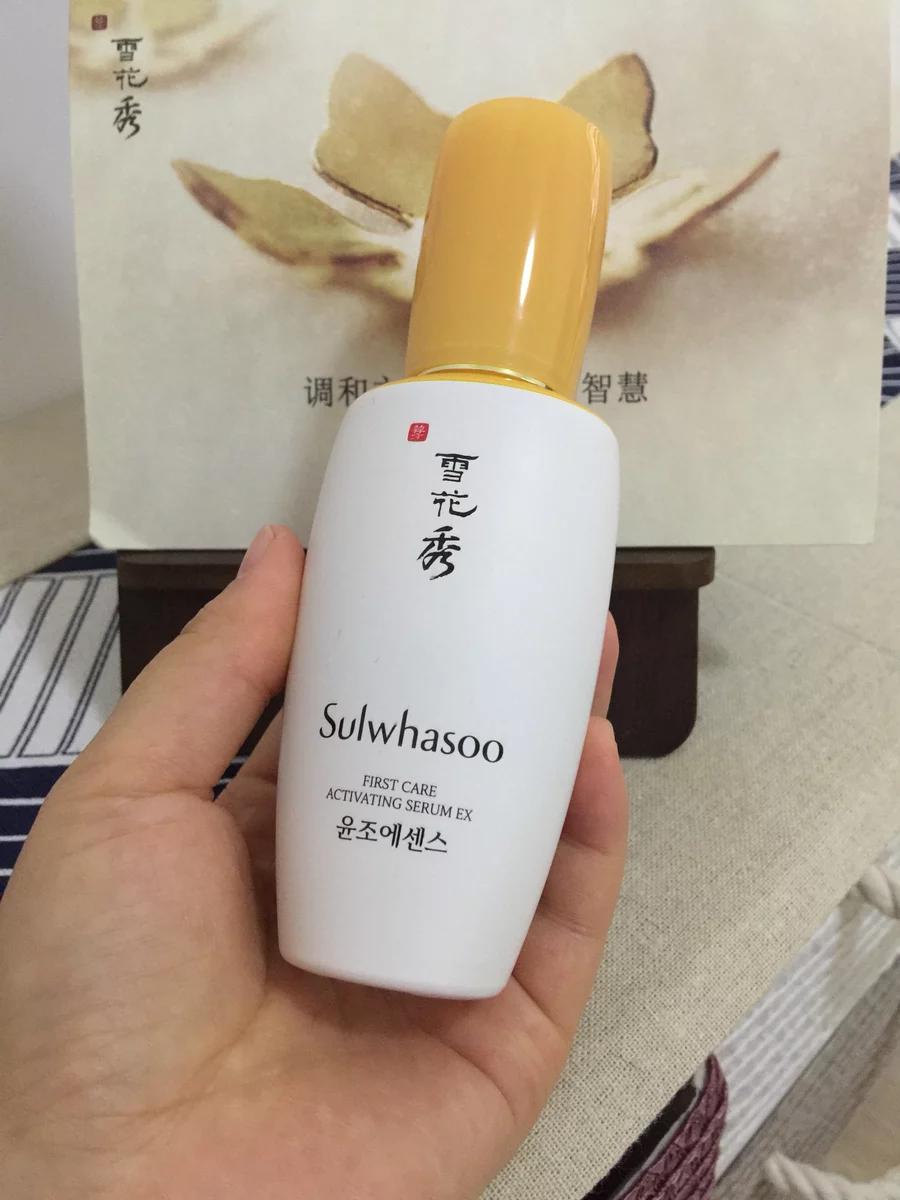 雪花秀
调和 智慧
雪花秀
Sulwhasoo
FIRST CARE
ACTIVATING SERUM EX
윤조에센스